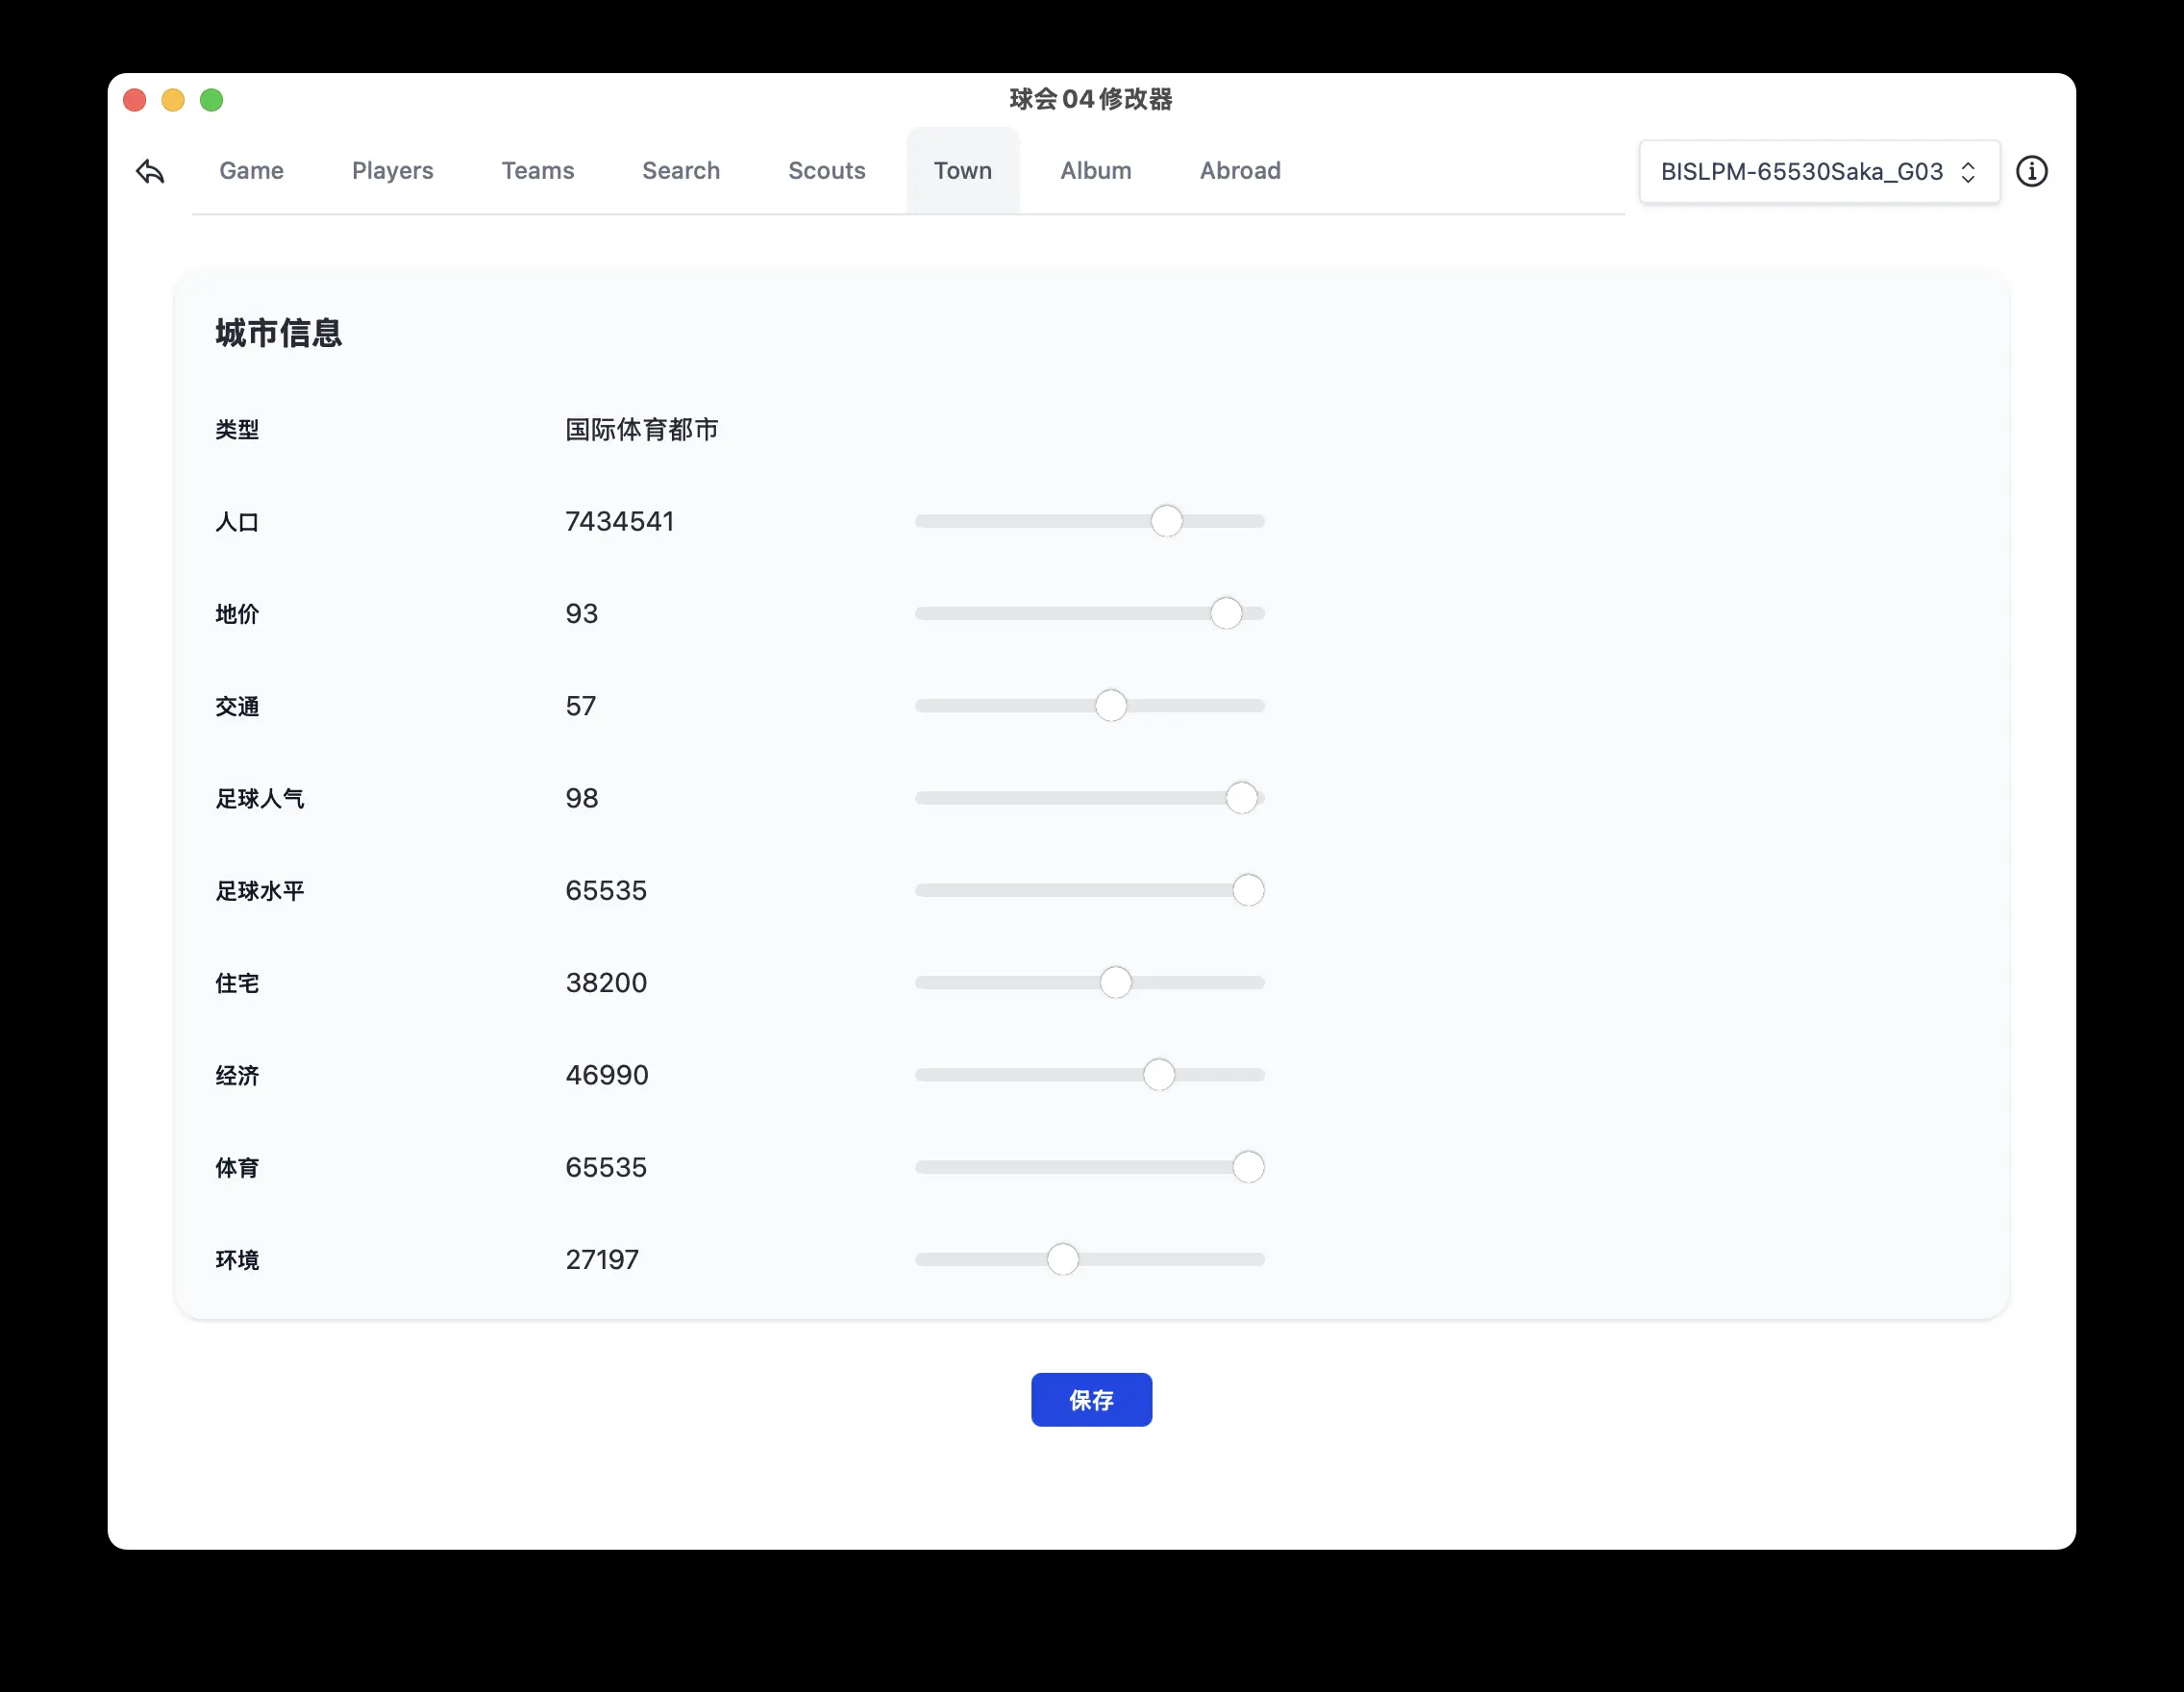 球会04修改器
Game Players Teams Search Scouts Town Album Abroad BISLPM-65530Saka_G03
城市信息
类型 国际体育都市
人口 7434541
地价 93
交通 57
足球人气 98
足球水平 65535
住宅 38200
经济 46990
体育 65535
环境 27197
保存